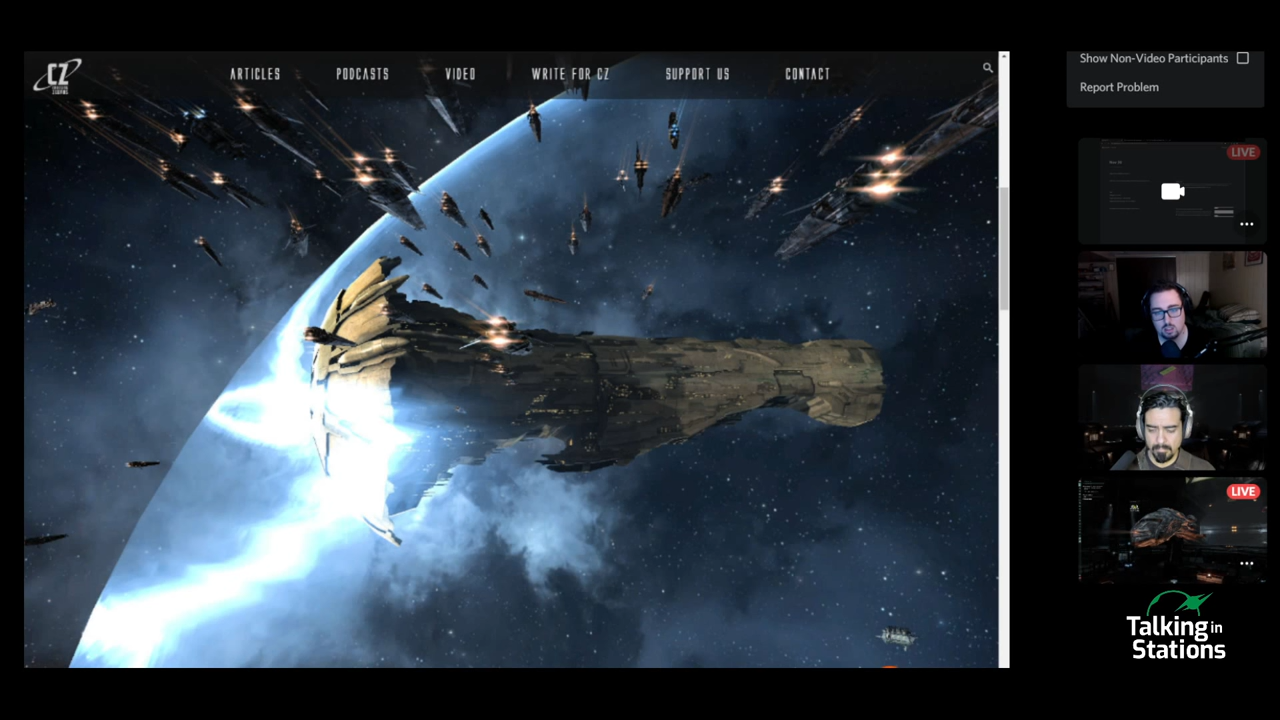 CZ
ARTICLES
PODCASTS
VIDEO
WRITE FOR CZ
SUPPORT US
CONTACT
Show Non-Video Participants
Report Problem
LIVE
LIVE
Talking in
Stations